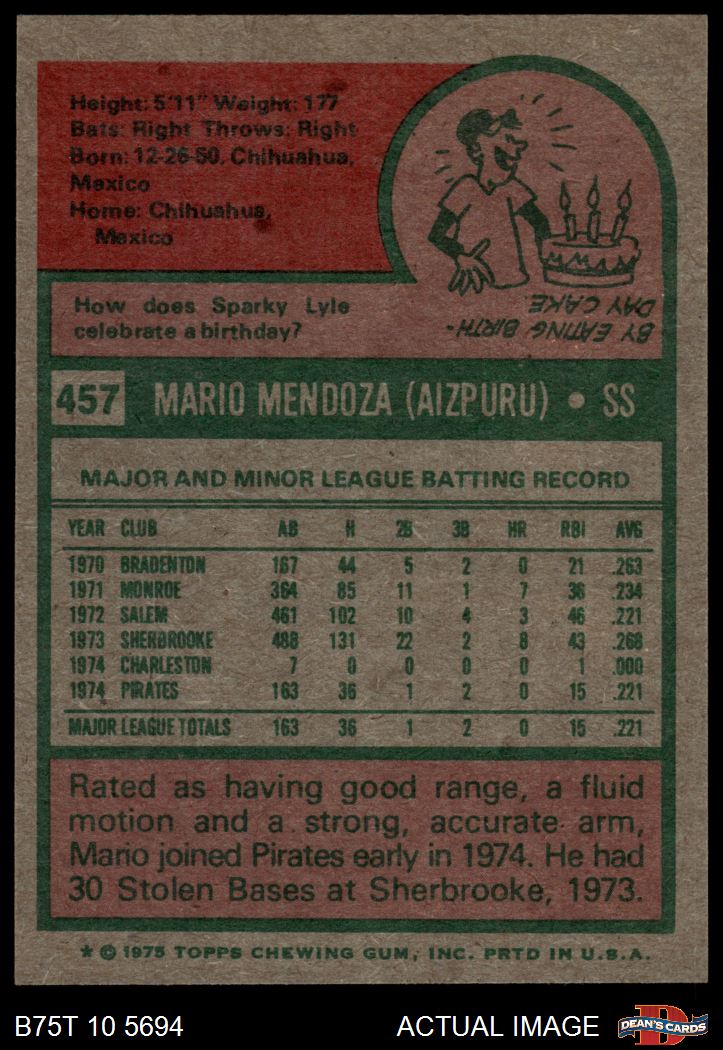 Height: 5'11" Weight: 177
Bats: Right Throws: Right
Born: 12-26-50, Chihuahua,
Mexico
Home: Chihuahua,
Mexico
How does Sparky Lyle
celebrate a birthday?
BY EATING BIRTH-
DAY CAKE.
457 MARIO MENDOZA (AIZPURU) • SS
MAJOR AND MINOR LEAGUE BATTING RECORD
YEAR CLUB AB H 2B 3B HR RBI AVG
1970 BRADENTON 167 44 5 2 0 21 .263
1971 MONROE 364 85 11 1 7 36 .234
1972 SALEM 461 102 10 4 3 46 .221
1973 SHERBROOKE 488 131 22 2 8 43 .268
1974 CHARLESTON 7 0 0 0 0 1 .000
1974 PIRATES 163 36 1 2 0 15 .221
MAJOR LEAGUE TOTALS 163 36 1 2 0 15 .221
Rated as having good range, a fluid
motion and a strong, accurate arm,
Mario joined Pirates early in 1974. He had
30 Stolen Bases at Sherbrooke, 1973.
* © 1975 TOPPS CHEWING GUM, INC. PRTD IN U.S.A.
B75T 10 5694 ACTUAL IMAGE DEAN'S CARDS